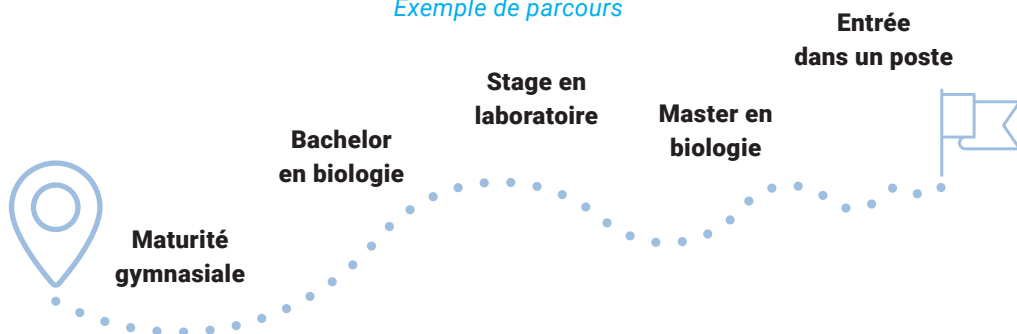 Exemple de parcours
Maturité
gymnasiale
Bachelor
en biologie
Stage en
laboratoire
Master en
biologie
Entrée
dans un poste